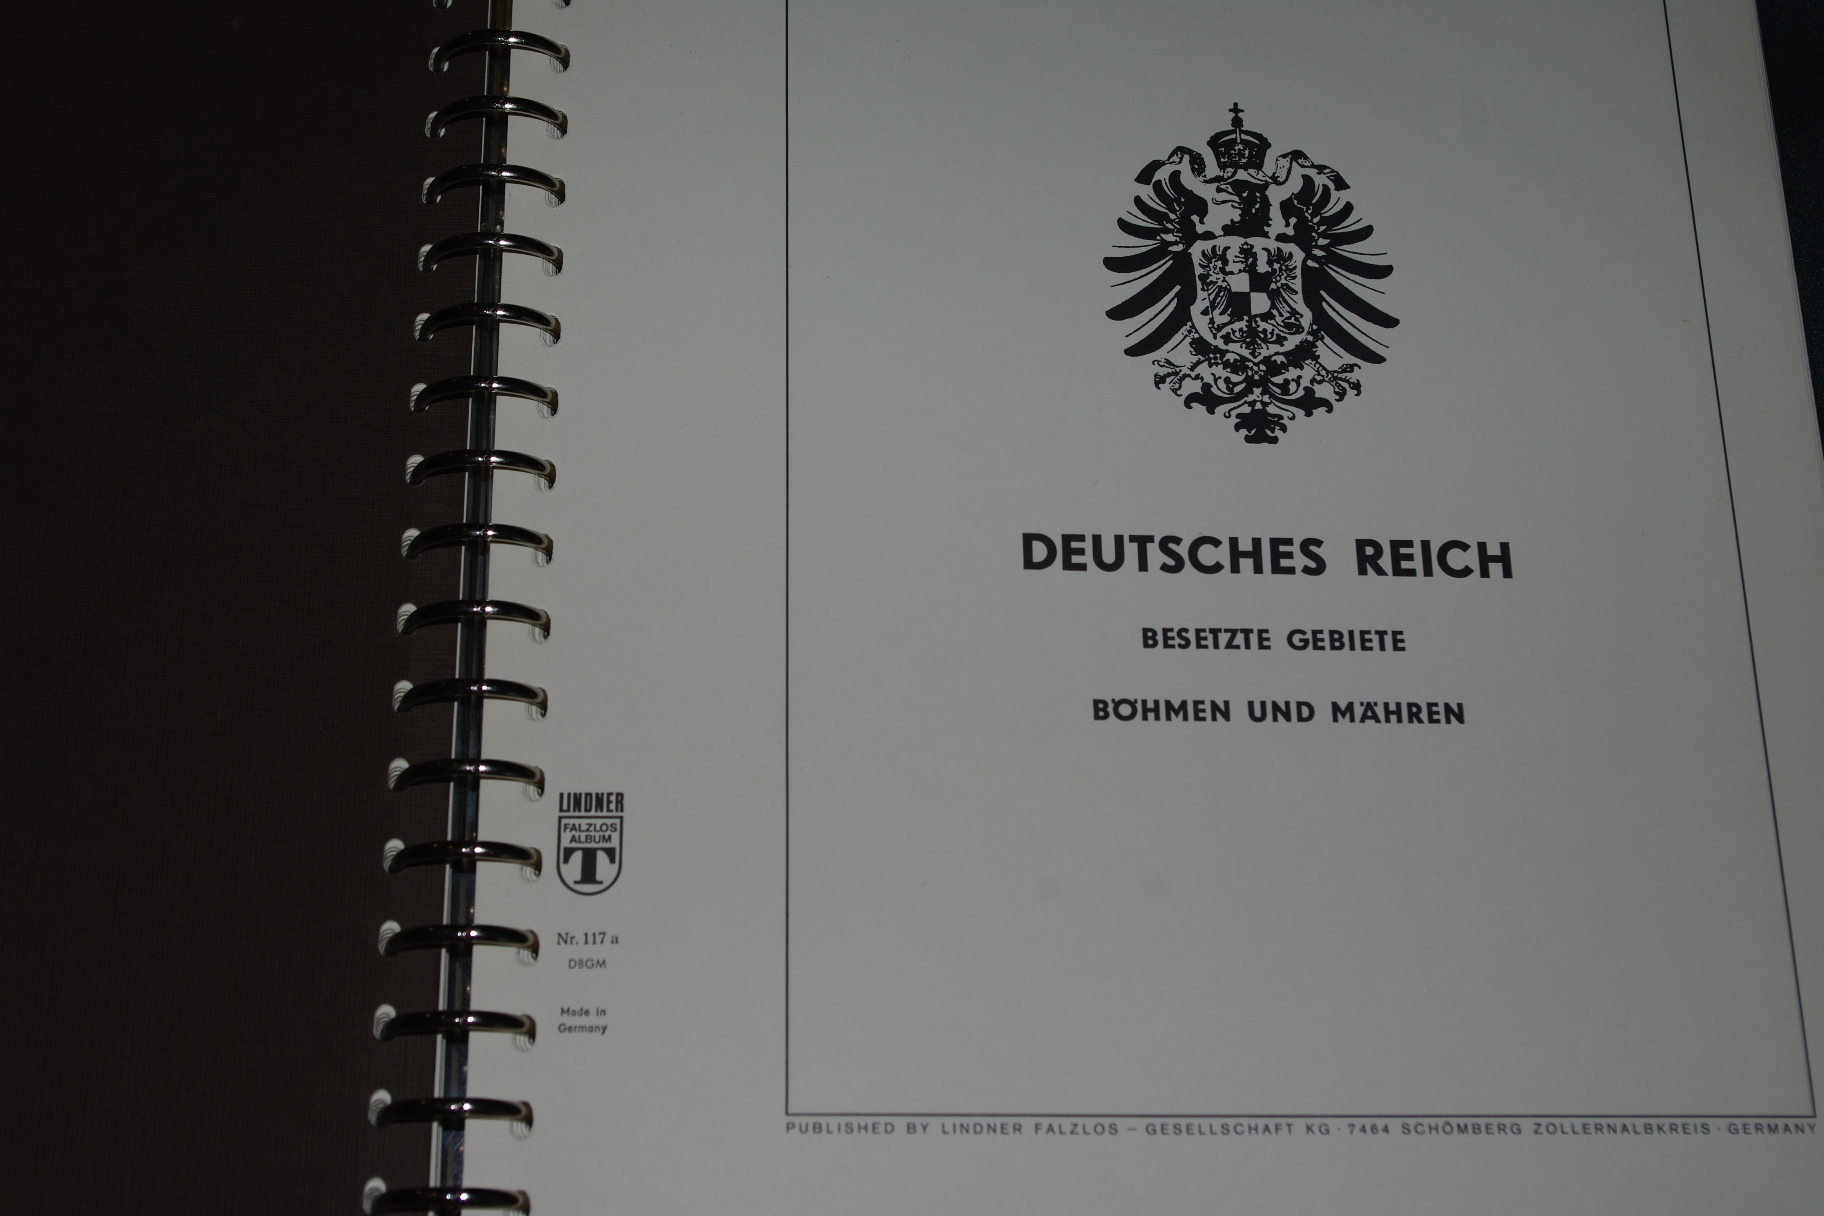 DEUTSCHES REICH
BESETZTE GEBIETE
BÖHMEN UND MÄHREN
LINDNER
FALZLOS
ALBUM
T
Nr. 117 a
DBGM
Made in
Germany
PUBLISHED BY LINDNER FALZLOS – GESELLSCHAFT KG · 7464 SCHÖMBERG ZOLLERNALBKREIS · GERMANY